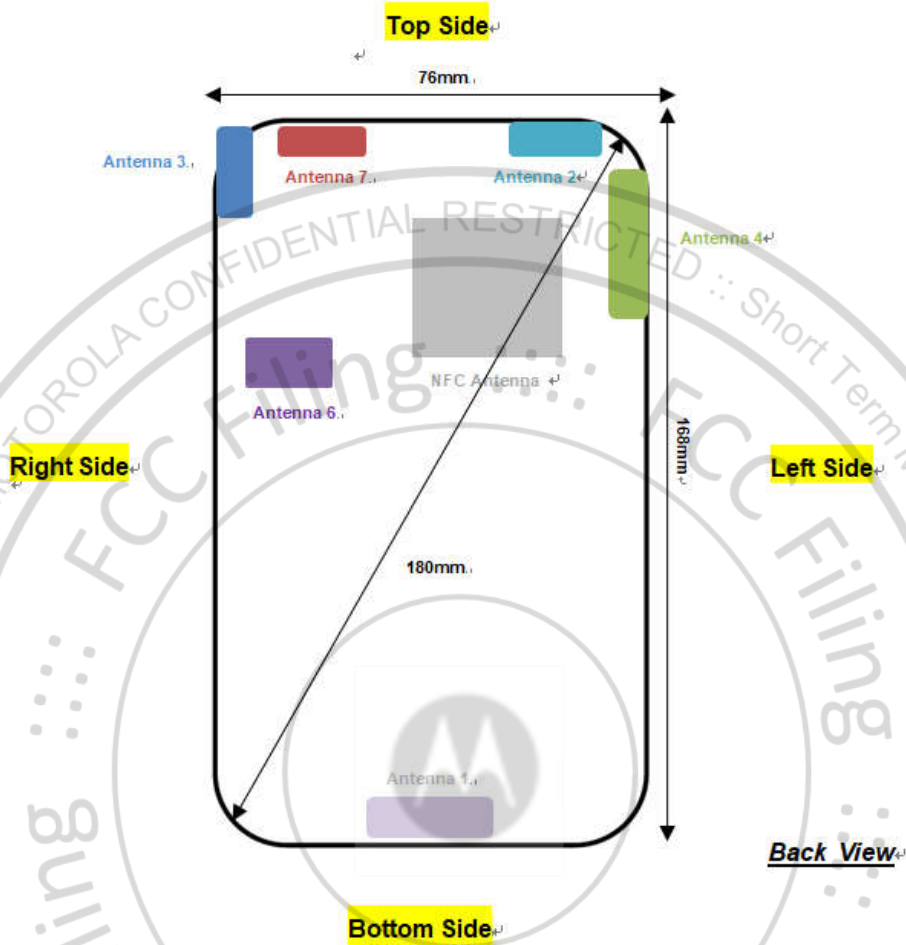 Top Side
76mm
Antenna 3
Antenna 7
Antenna 2
Antenna 4
NFC Antenna
Antenna 6
168mm
Right Side
Left Side
180mm
Antenna 1
Back View
Bottom Side
MOTOROLA CONFIDENTIAL RESTRICTED :: Short Term
FCC Filing :::: FCC Filing